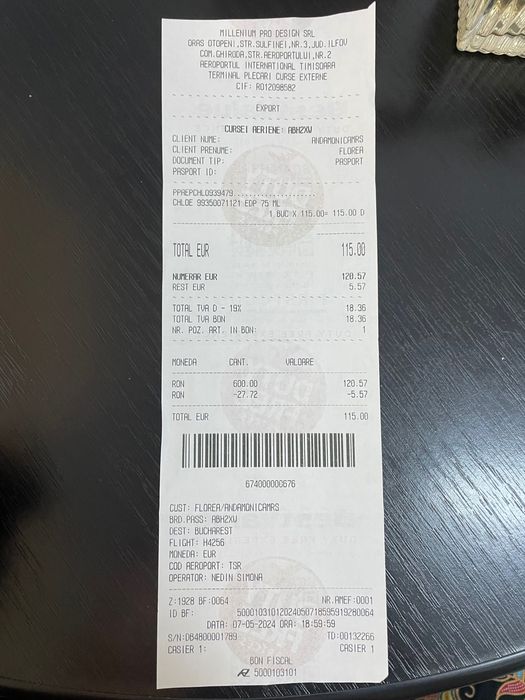 MILLENIUM PRO DESIGN SRL
ORAS OTOPENI,STR.SULFINEI,NR.3,JUD.ILFOV
COM.GHIRODA,STR.AEROPORTULUI,NR.2
AEROPORTUL INTERNATIONAL TIMISOARA
TERMINAL PLECARI CURSE EXTERNE
CIF: RO12098582
EXPORT
CURSEI AERIENE: ABH2XW
CLIENT NUME: ANDAMONICAMRS
CLIENT PRENUME: FLOREA
DOCUMENT TIP: PASPORT
PASPORT ID:
PPAEPCHLO939479....................
CHLOE 99350071121 EDP 75 ML
1 BUC X 115.00= 115.00 D
TOTAL EUR 115.00
NUMERAR EUR 120.57
REST EUR 5.57
TOTAL TVA D - 19% 18.36
TOTAL TVA BON 18.36
NR. POZ. ART. IN BON: 1
MONEDA CANT. VALOARE
RON 600.00 120.57
RON -27.72 -5.57
TOTAL EUR 115.00
674000000676
CUST: FLOREA/ANDAMONICAMRS
BRD.PASS: ABH2XW
DEST: BUCHAREST
FLIGHT: H4256
MONEDA: EUR
COD AEROPORT: TSR
OPERATOR: NEDIN SIMONA
Z:1928 BF:0064 NR.AMEF:0001
ID BF: 50001031012024050718595919280064
DATA: 07-05-2024 ORA: 18:59:59
S/N:DB4800001789 TD:00132266
CASIER 1: CASIER 1
BON FISCAL
5000103101